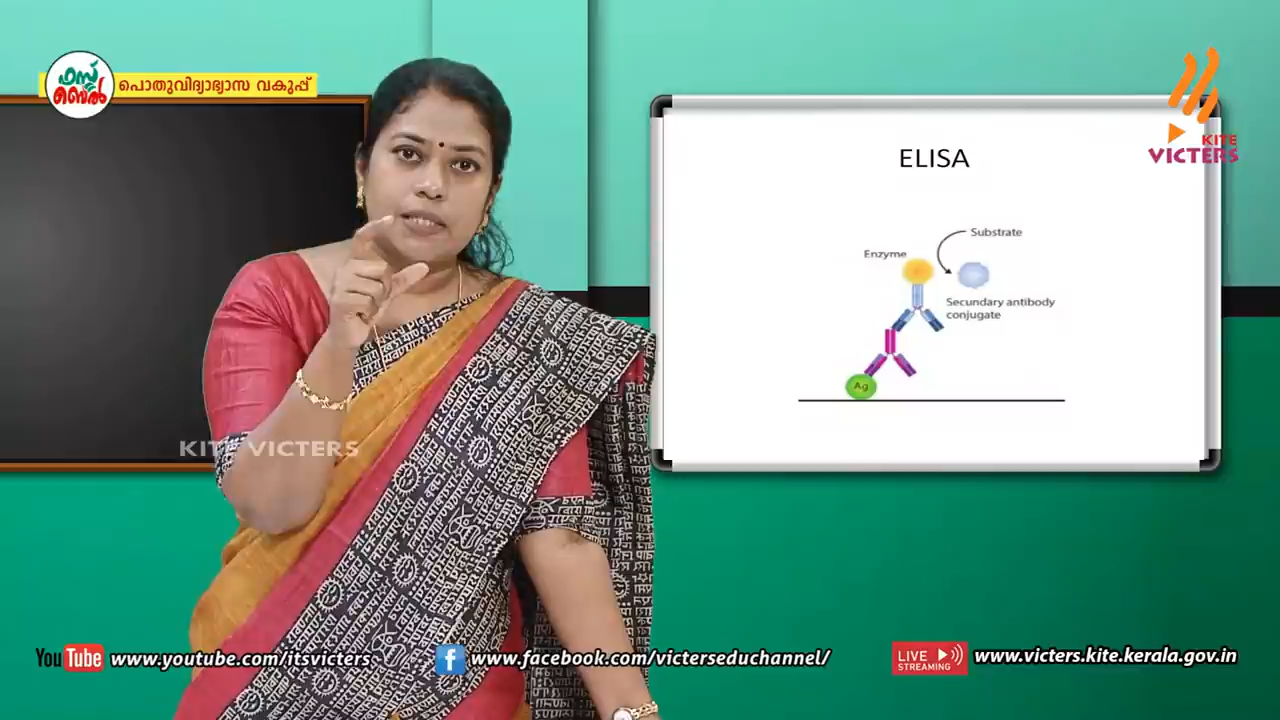 ഫസ്റ്റ്
ബെൽ
പൊതുവിദ്യാഭ്യാസ വകുപ്പ്
KITE
VICTERS
ELISA
Substrate
Enzyme
Secundary antibody
conjugate
Ag
KITE VICTERS
YouTube www.youtube.com/itsvicters
f www.facebook.com/victerseduchannel/
LIVE
STREAMING
www.victers.kite.kerala.gov.in